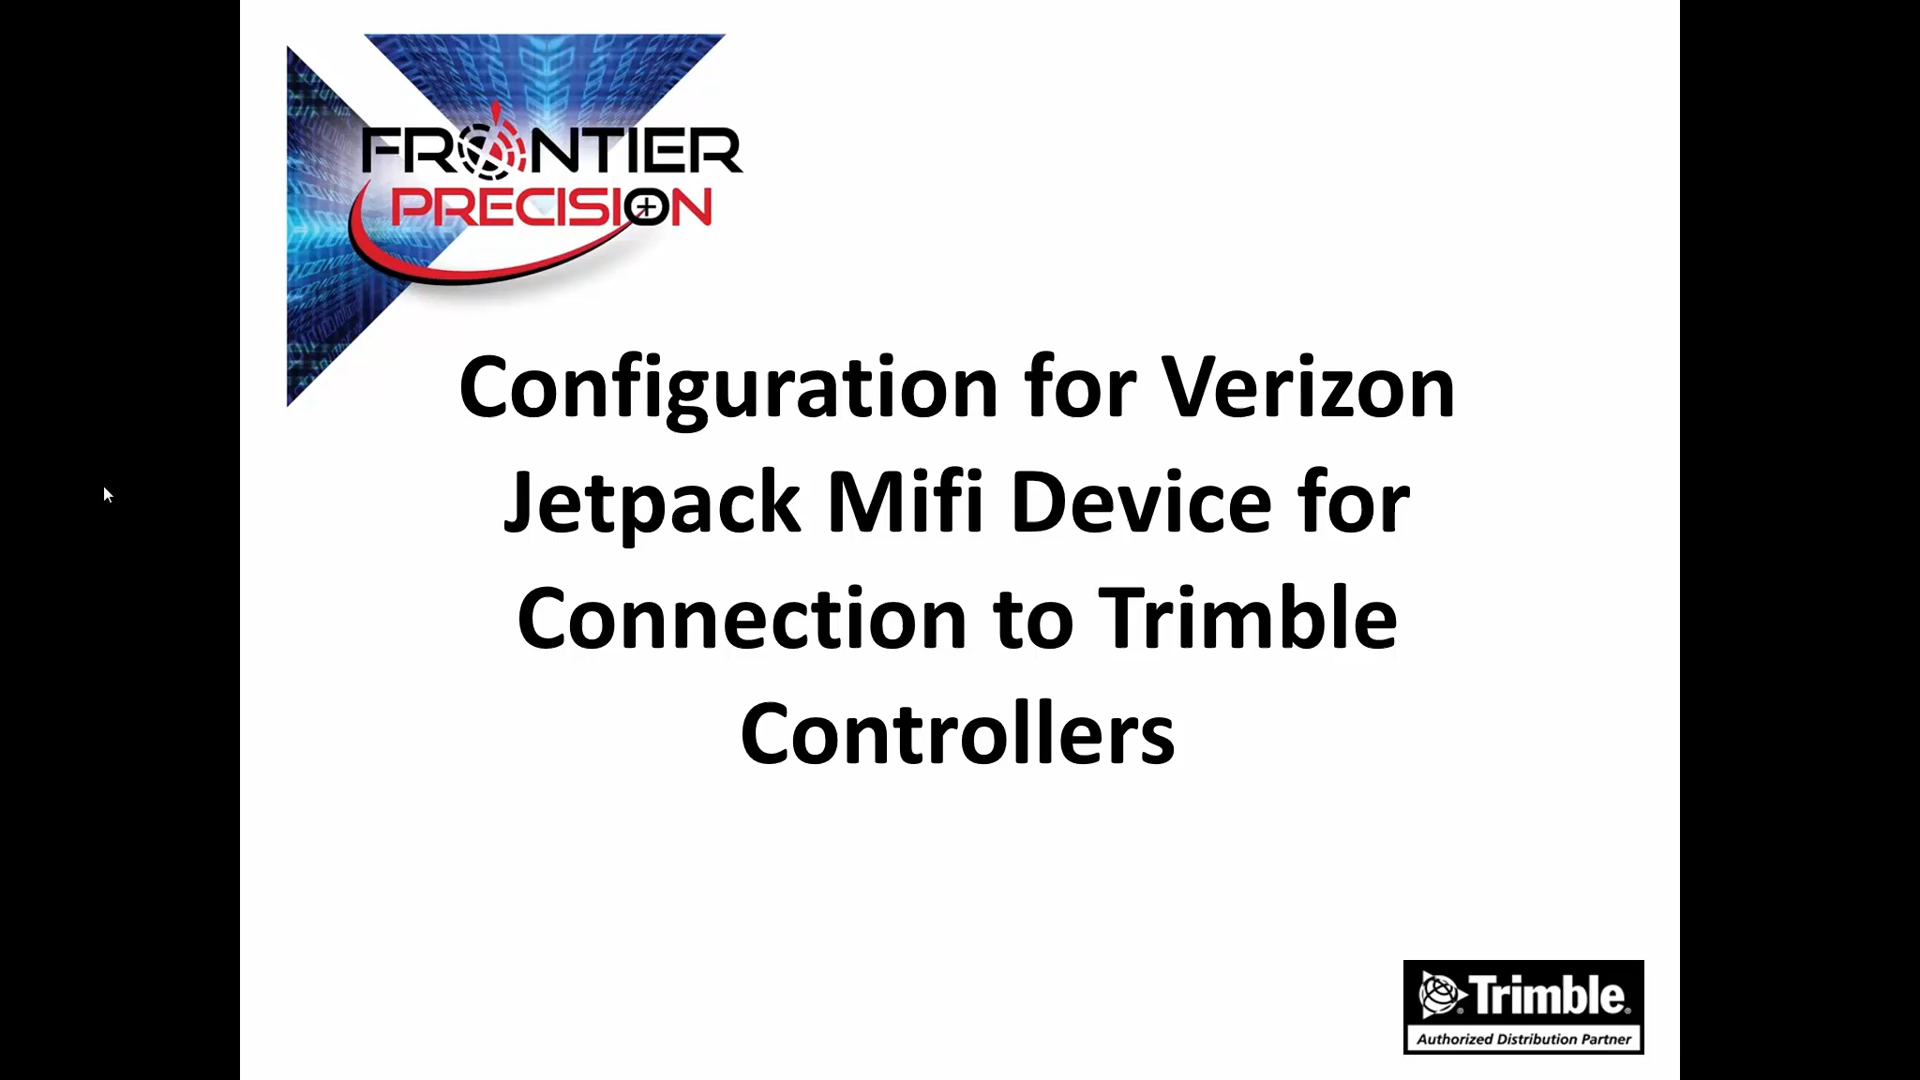 FRONTIER
PRECISION
Configuration for Verizon
Jetpack Mifi Device for
Connection to Trimble
Controllers
Trimble
Authorized Distribution Partner